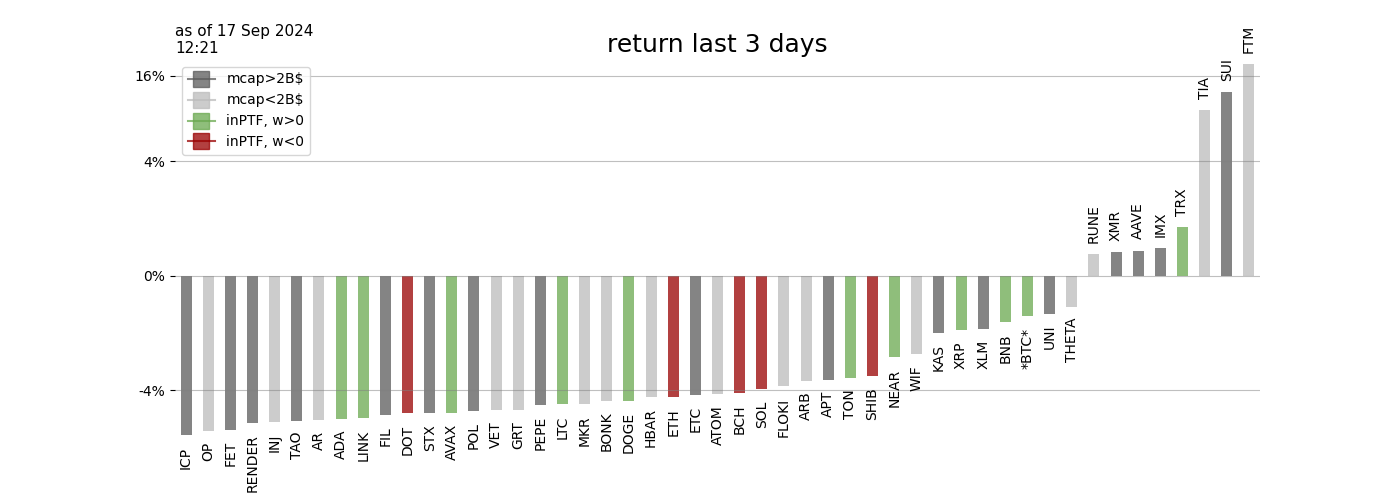 as of 17 Sep 2024
12:21
return last 3 days
mcap>2B$
mcap<2B$
inPTF, w>0
inPTF, w<0
16%
4%
0%
-4%
ICP
OP
FET
RENDER
INJ
TAO
AR
ADA
LINK
FIL
DOT
STX
AVAX
POL
VET
GRT
PEPE
LTC
MKR
BONK
DOGE
HBAR
ETH
ETC
ATOM
BCH
SOL
FLOKI
ARB
APT
TON
SHIB
NEAR
WIF
KAS
XRP
XLM
BNB
*BTC*
UNI
THETA
RUNE
XMR
AAVE
IMX
TRX
TIA
SUI
FTM